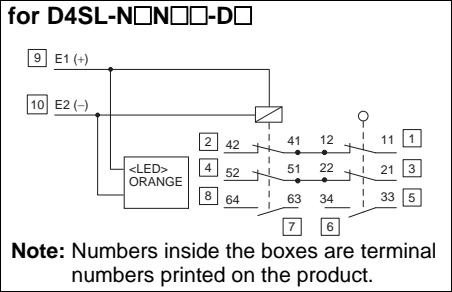 for D4SL-N□N□□-D□
9 E1 (+)
10 E2 (−)
2 42 41 12 11 1
<LED>
ORANGE
4 52 51 22 21 3
8 64 63 34 33 5
7 6
Note: Numbers inside the boxes are terminal
numbers printed on the product.